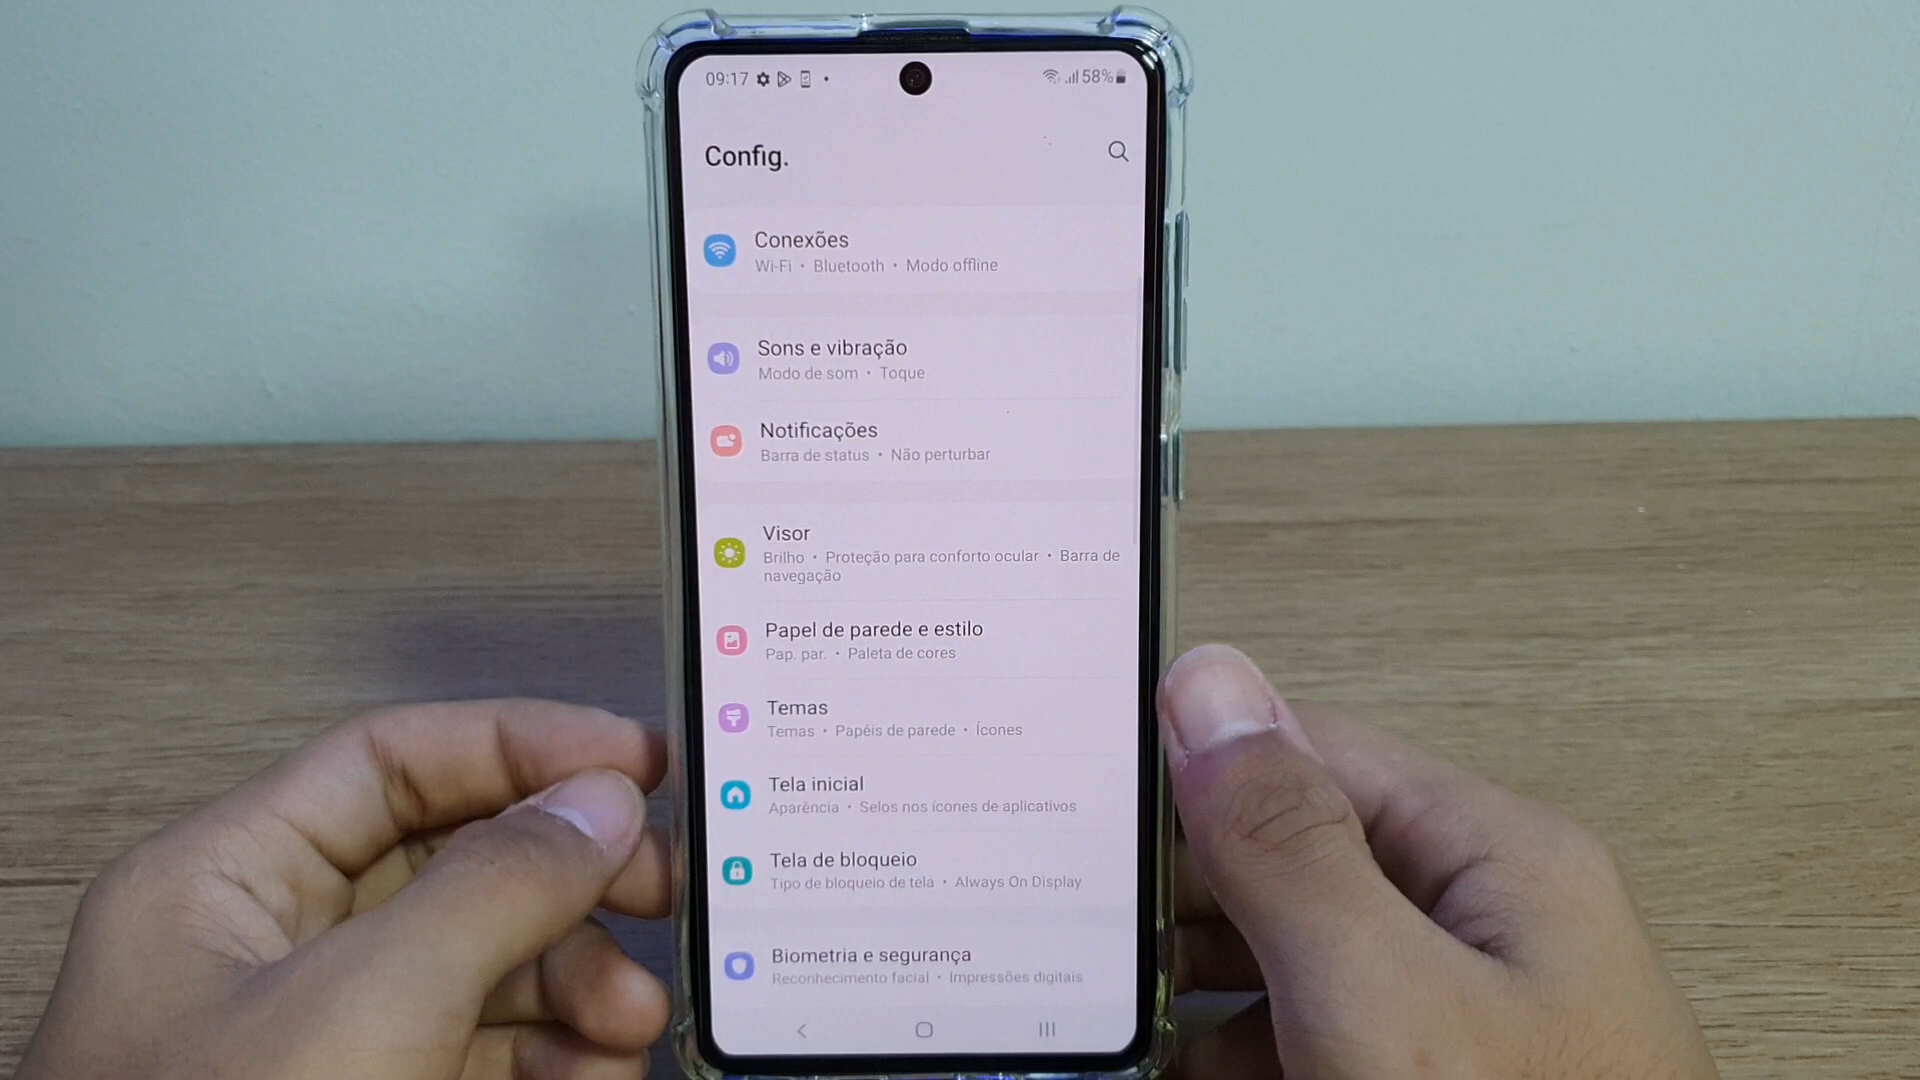 09:17
58%
Config.
Conexões
Wi-Fi • Bluetooth • Modo offline
Sons e vibração
Modo de som • Toque
Notificações
Barra de status • Não perturbar
Visor
Brilho • Proteção para conforto ocular • Barra de
navegação
Papel de parede e estilo
Pap. par. • Paleta de cores
Temas
Temas • Papéis de parede • Ícones
Tela inicial
Aparência • Selos nos ícones de aplicativos
Tela de bloqueio
Tipo de bloqueio de tela • Always On Display
Biometria e segurança
Reconhecimento facial • Impressões digitais